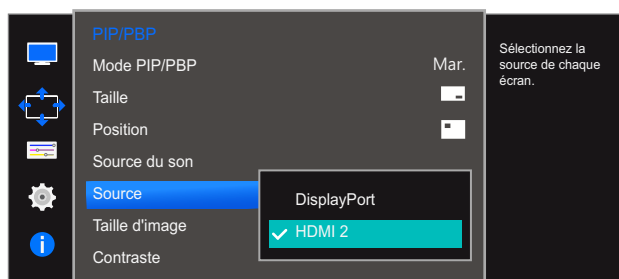 PIP/PBP
Mode PIP/PBP Mar.
Taille
Position
Source du son
Source
Taille d'image
Contraste
DisplayPort
HDMI 2
Sélectionnez la
source de chaque
écran.